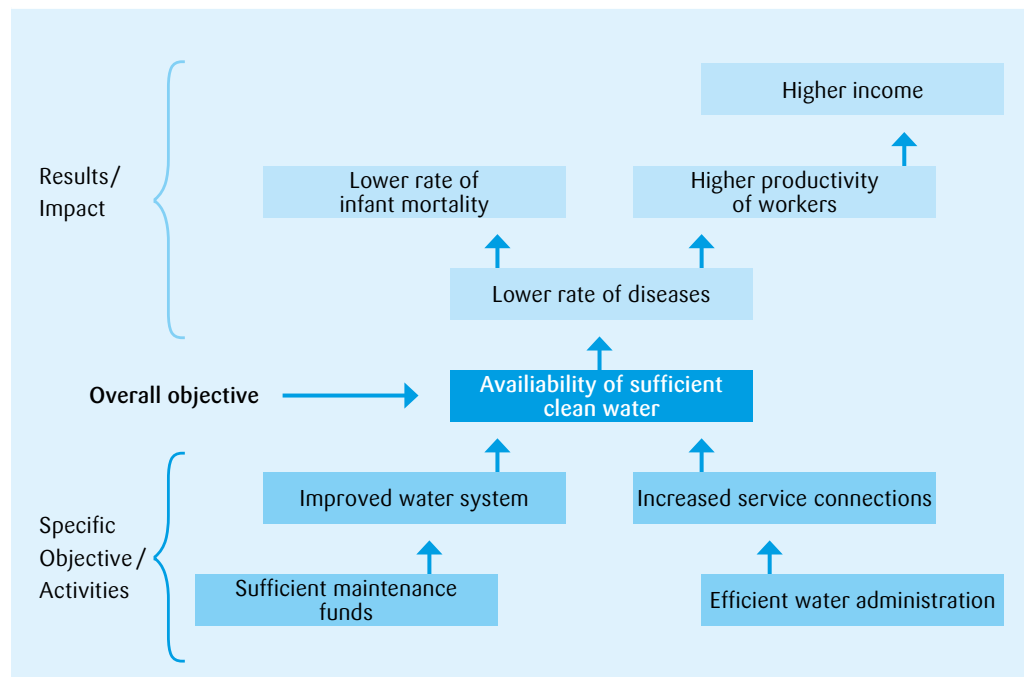 Higher income
Results/
Impact
Lower rate of
infant mortality
Higher productivity
of workers
Lower rate of diseases
Overall objective
Availiability of sufficient
clean water
Specific
Objective/
Activities
Improved water system
Increased service connections
Sufficient maintenance
funds
Efficient water administration